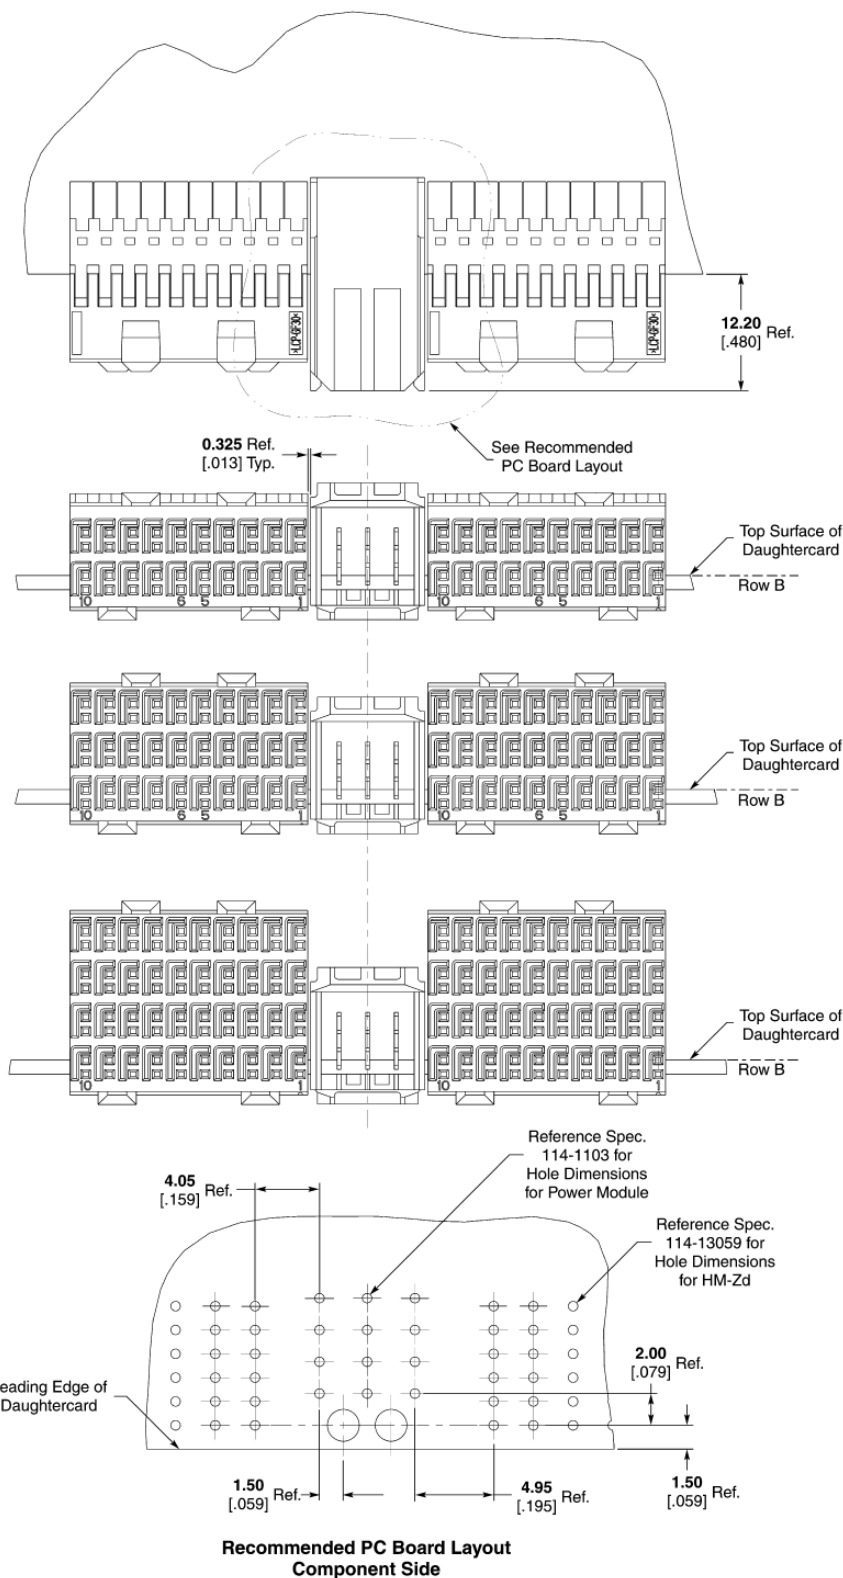 ›LCP-GF30‹
›LCP-GF30‹
12.20
[.480]
Ref.
0.325 Ref.
[.013] Typ.
See Recommended
PC Board Layout
Top Surface of
Daughtercard
Row B
10 6 5 1
10 6 5 1
Top Surface of
Daughtercard
Row B
10 6 5 1
10 6 5 1
Top Surface of
Daughtercard
Row B
10 1
10 1
Reference Spec.
114-1103 for
Hole Dimensions
for Power Module
4.05
[.159]
Ref.
Reference Spec.
114-13059 for
Hole Dimensions
for HM-Zd
2.00
[.079]
Ref.
eading Edge of
Daughtercard
1.50
[.059]
Ref.
4.95
[.195]
Ref.
1.50
[.059]
Ref.
Recommended PC Board Layout
Component Side